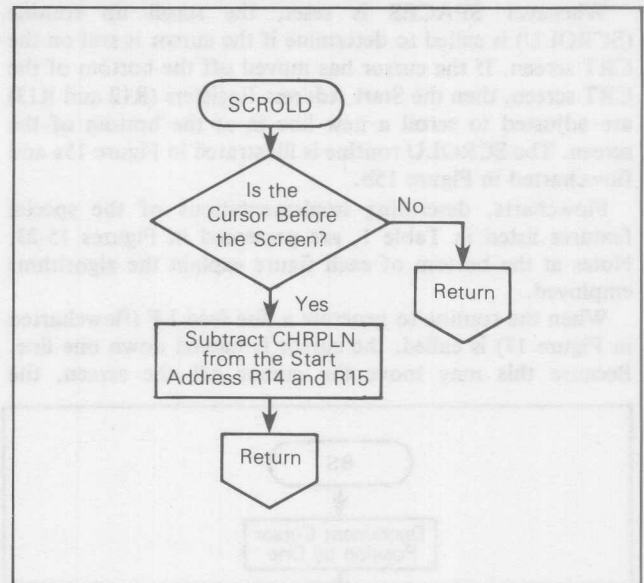 SCROLD
Is the
Cursor Before
the Screen?
No
Return
Yes
Subtract CHRPLN
from the Start
Address R14 and R15
Return